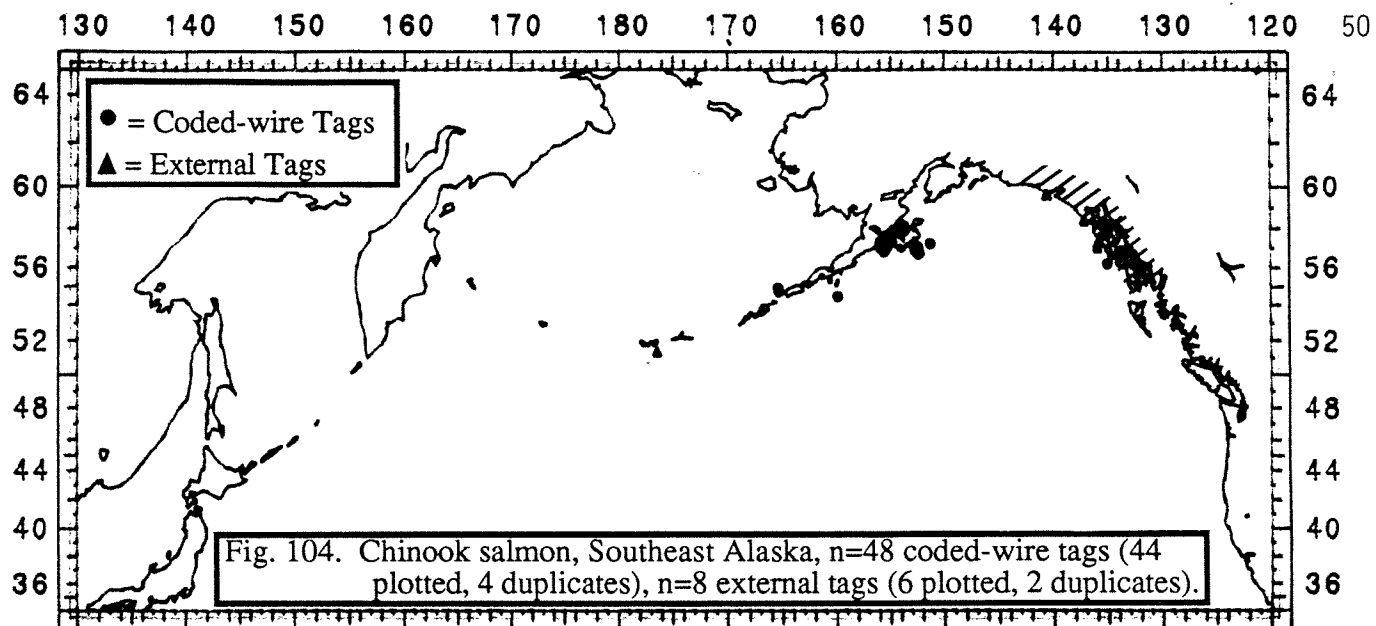 130 140 150 160 170 180 170 160 150 140 130 120 50
64 64
● = Coded-wire Tags
▲ = External Tags
60 60
56 56
52 52
48 48
44 44
40 40
Fig. 104. Chinook salmon, Southeast Alaska, n=48 coded-wire tags (44
plotted, 4 duplicates), n=8 external tags (6 plotted, 2 duplicates).
36 36